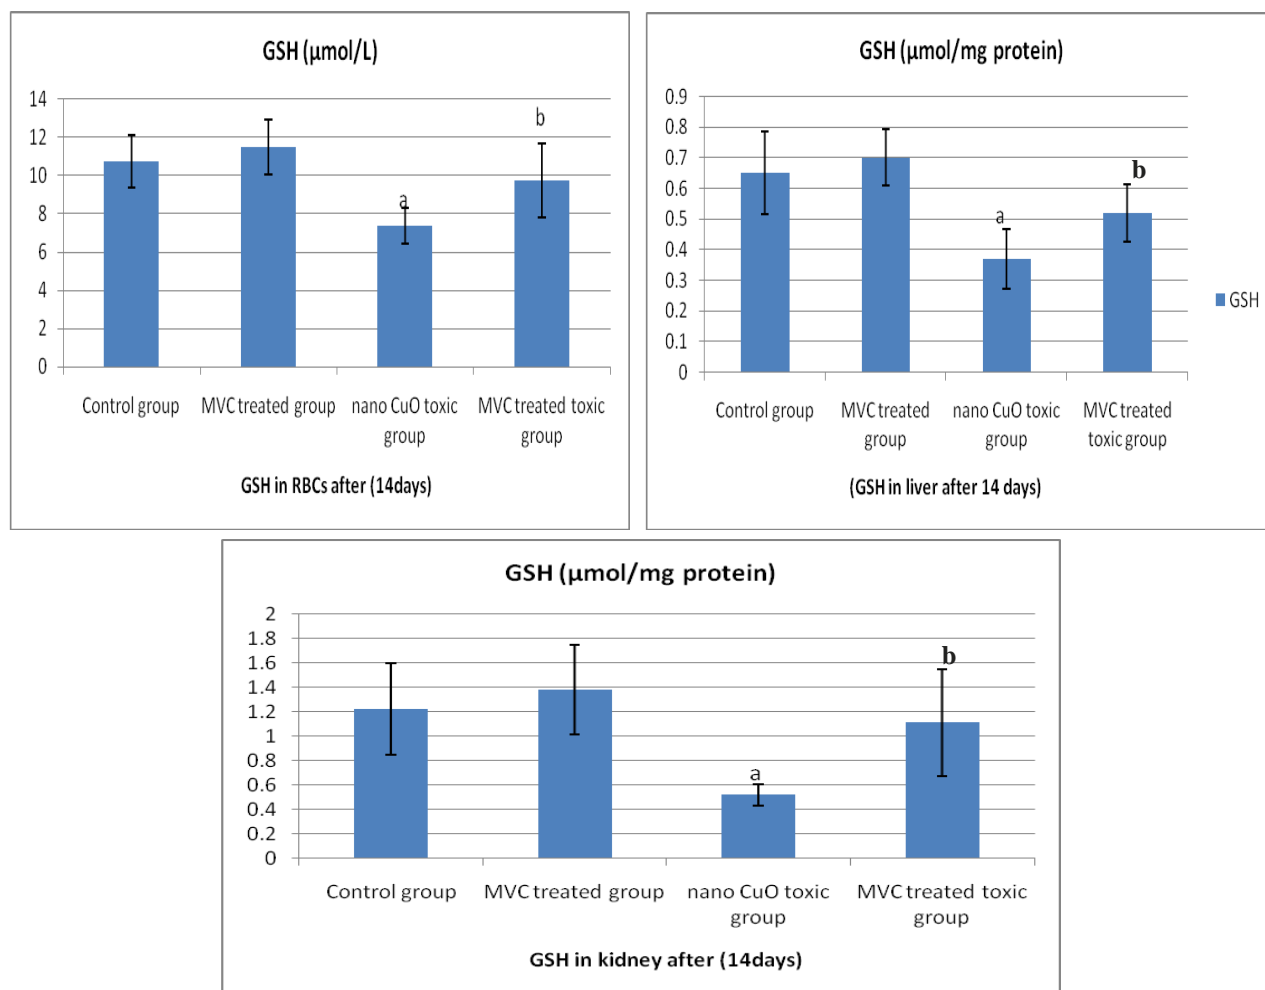 GSH (µmol/L)
14
12
10
8
6
4
2
0
a
b
Control group
MVC treated group
nano CuO toxic
group
MVC treated toxic
group
GSH in RBCs after (14days)
GSH (µmol/mg protein)
0.9
0.8
0.7
0.6
0.5
0.4
0.3
0.2
0.1
0
a
b
GSH
Control group
MVC treated
group
nano CuO toxic
group
MVC treated
toxic group
(GSH in liver after 14 days)
GSH (µmol/mg protein)
2
1.8
1.6
1.4
1.2
1
0.8
0.6
0.4
0.2
0
a
b
Control group
MVC treated group
nano CuO toxic
group
MVC treated toxic
group
GSH in kidney after (14days)